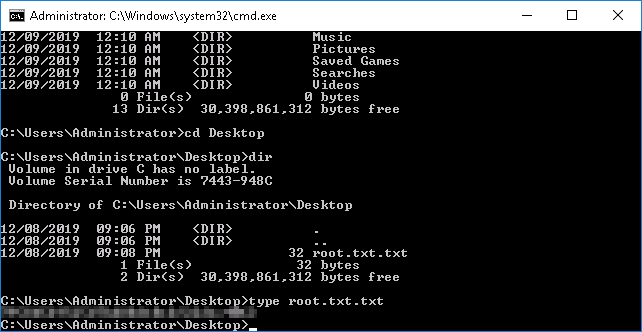 Administrator: C:\Windows\system32\cmd.exe
12/09/2019  12:10 AM    <DIR>          Music
12/09/2019  12:10 AM    <DIR>          Pictures
12/09/2019  12:10 AM    <DIR>          Saved Games
12/09/2019  12:10 AM    <DIR>          Searches
12/09/2019  12:10 AM    <DIR>          Videos
               0 File(s)              0 bytes
              13 Dir(s)  30,398,861,312 bytes free
C:\Users\Administrator>cd Desktop
C:\Users\Administrator\Desktop>dir
 Volume in drive C has no label.
 Volume Serial Number is 7443-948C
 Directory of C:\Users\Administrator\Desktop
12/08/2019  09:06 PM    <DIR>          .
12/08/2019  09:06 PM    <DIR>          ..
12/08/2019  09:08 PM                32 root.txt.txt
               1 File(s)             32 bytes
               2 Dir(s)  30,398,861,312 bytes free
C:\Users\Administrator\Desktop>type root.txt.txt
C:\Users\Administrator\Desktop>